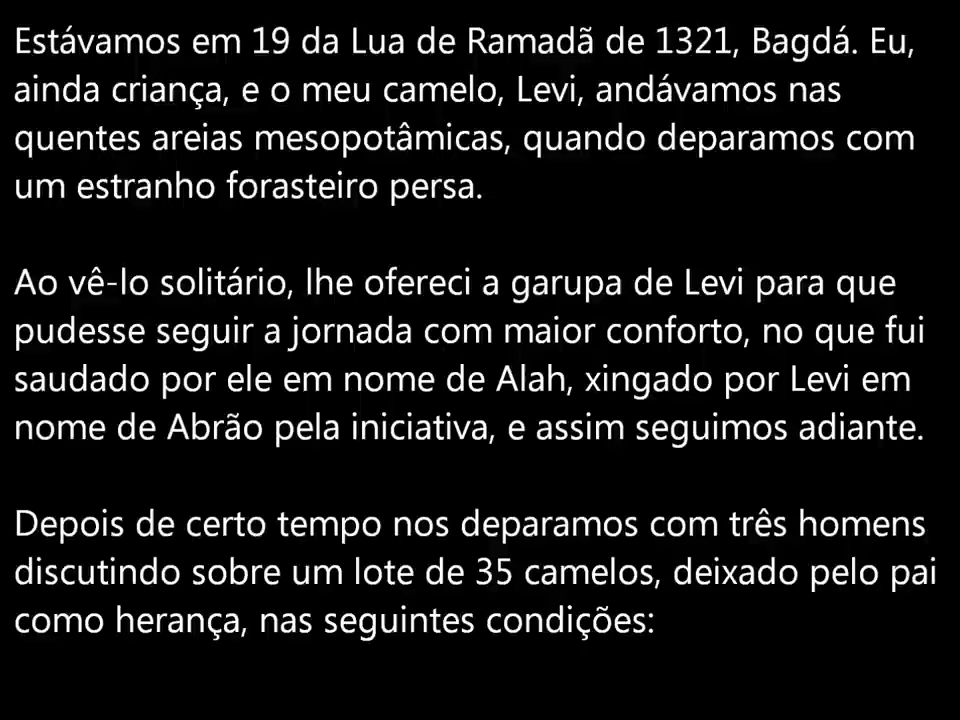 Estávamos em 19 da Lua de Ramadã de 1321, Bagdá. Eu,
ainda criança, e o meu camelo, Levi, andávamos nas
quentes areias mesopotâmicas, quando deparamos com
um estranho forasteiro persa.
Ao vê-lo solitário, lhe ofereci a garupa de Levi para que
pudesse seguir a jornada com maior conforto, no que fui
saudado por ele em nome de Alah, xingado por Levi em
nome de Abrão pela iniciativa, e assim seguimos adiante.
Depois de certo tempo nos deparamos com três homens
discutindo sobre um lote de 35 camelos, deixado pelo pai
como herança, nas seguintes condições: